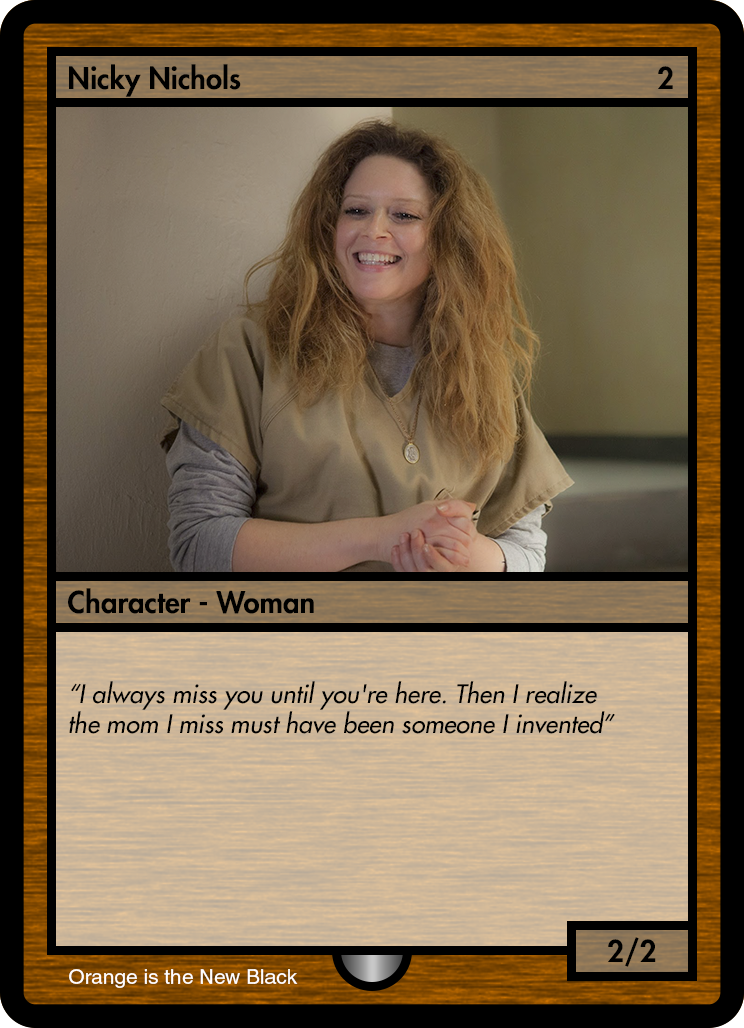 Nicky Nichols 2
Character - Woman
“I always miss you until you're here. Then I realize
the mom I miss must have been someone I invented”
2/2
Orange is the New Black